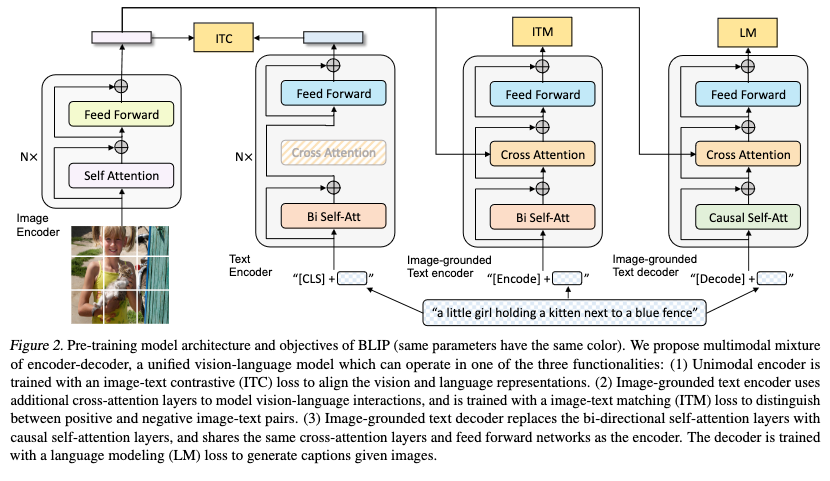 ITC
ITM
LM
Feed Forward
Self Attention
N×
Image
Encoder
Feed Forward
Cross Attention
Bi Self-Att
N×
Text
Encoder
"[CLS] + "
Feed Forward
Cross Attention
Bi Self-Att
Image-grounded
Text encoder
"[Encode] + "
Feed Forward
Cross Attention
Causal Self-Att
Image-grounded
Text decoder
"[Decode] + "
"a little girl holding a kitten next to a blue fence"
Figure 2. Pre-training model architecture and objectives of BLIP (same parameters have the same color). We propose multimodal mixture
of encoder-decoder, a unified vision-language model which can operate in one of the three functionalities: (1) Unimodal encoder is
trained with an image-text contrastive (ITC) loss to align the vision and language representations. (2) Image-grounded text encoder uses
additional cross-attention layers to model vision-language interactions, and is trained with a image-text matching (ITM) loss to distinguish
between positive and negative image-text pairs. (3) Image-grounded text decoder replaces the bi-directional self-attention layers with
causal self-attention layers, and shares the same cross-attention layers and feed forward networks as the encoder. The decoder is trained
with a language modeling (LM) loss to generate captions given images.